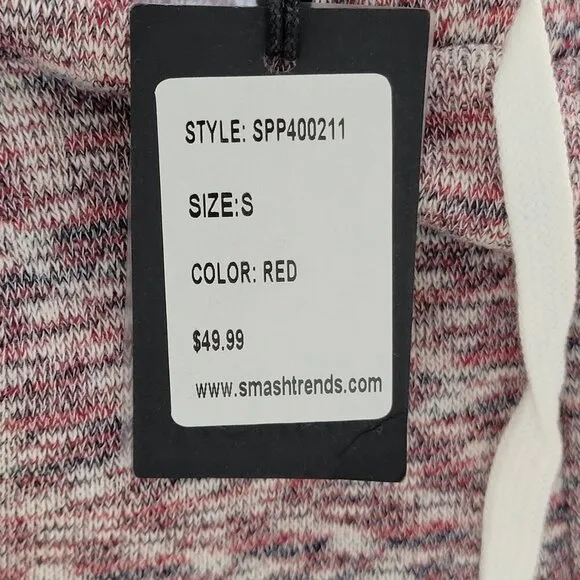 STYLE: SPP400211
SIZE:S
COLOR: RED
$49.99
www.smashtrends.com